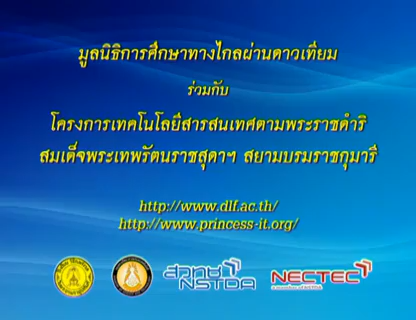 มูลนิธิการศึกษาทางไกลผ่านดาวเทียม
ร่วมกับ
โครงการเทคโนโลยีสารสนเทศตามพระราชดำริ
สมเด็จพระเทพรัตนราชสุดาฯ สยามบรมราชกุมารี
http://www.dlf.ac.th/
http://www.princess-it.org/
สวทช
NSTDA
NECTEC